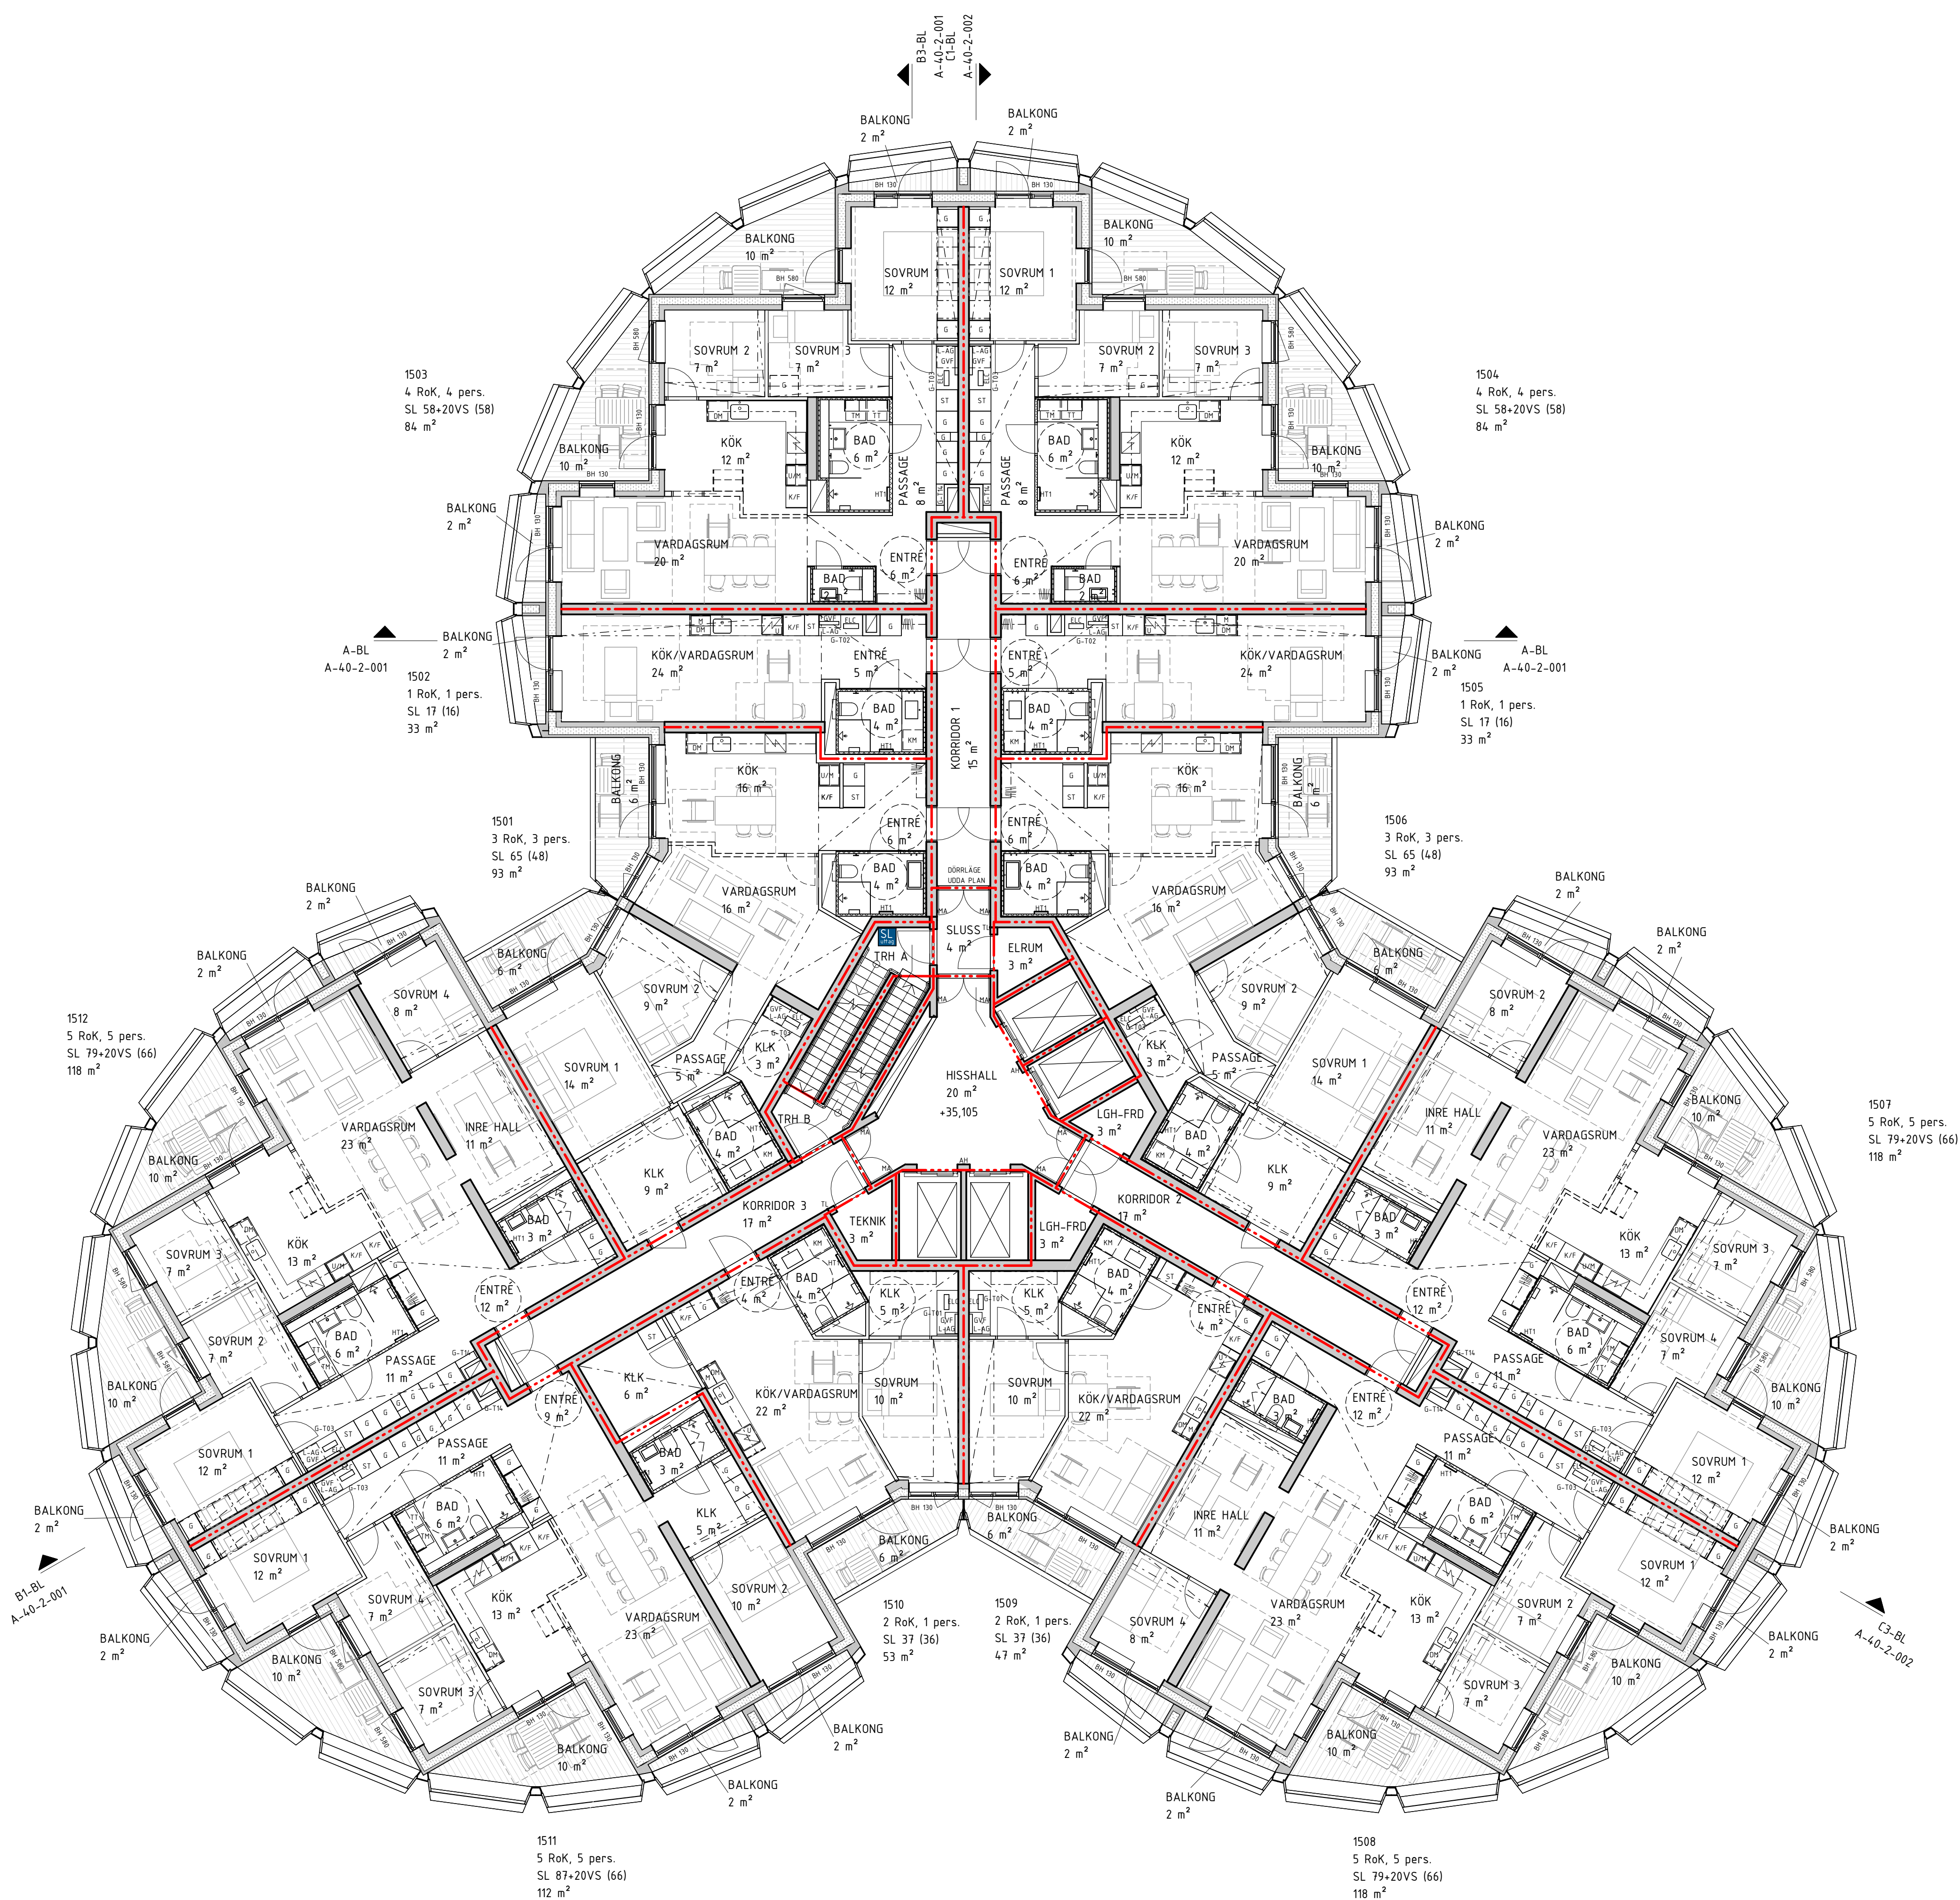 B3-BL
A-40-2-001
C1-BL
A-40-2-002
BALKONG
2 m²
BALKONG
2 m²
BH 130
BH 130
BALKONG
10 m²
BALKONG
10 m²
BH 580
BH 580
SOVRUM 1
12 m²
SOVRUM 1
12 m²
SOVRUM 2
7 m²
SOVRUM 3
7 m²
SOVRUM 2
7 m²
SOVRUM 3
7 m²
1503
4 RoK, 4 pers.
SL 58+20VS (58)
84 m²
1504
4 RoK, 4 pers.
SL 58+20VS (58)
84 m²
KÖK
12 m²
BAD
6 m²
PASSAGE
8 m²
PASSAGE
8 m²
BAD
6 m²
KÖK
12 m²
BALKONG
10 m²
BALKONG
10 m²
BALKONG
2 m²
BALKONG
2 m²
VARDAGSRUM
20 m²
ENTRÉ
6 m²
ENTRÉ
6 m²
VARDAGSRUM
20 m²
BAD
2 m²
BAD
2 m²
A-BL
A-40-2-001
BALKONG
2 m²
BALKONG
2 m²
A-BL
A-40-2-001
1502
1 RoK, 1 pers.
SL 17 (16)
33 m²
1505
1 RoK, 1 pers.
SL 17 (16)
33 m²
KÖK/VARDAGSRUM
24 m²
ENTRÉ
5 m²
ENTRÉ
5 m²
KÖK/VARDAGSRUM
24 m²
BAD
4 m²
KORRIDOR 1
15 m²
BAD
4 m²
KÖK
16 m²
KÖK
16 m²
BALKONG
6 m²
BALKONG
6 m²
1501
3 RoK, 3 pers.
SL 65 (48)
93 m²
1506
3 RoK, 3 pers.
SL 65 (48)
93 m²
ENTRÉ
6 m²
ENTRÉ
6 m²
BAD
4 m²
DÖRRLÄGE
UDDA PLAN
BAD
4 m²
VARDAGSRUM
16 m²
VARDAGSRUM
16 m²
SL
uttag
TRH A
SLUSS
4 m²
ELRUM
3 m²
BALKONG
2 m²
BALKONG
2 m²
BALKONG
2 m²
BALKONG
2 m²
BALKONG
6 m²
BALKONG
6 m²
SOVRUM 4
8 m²
SOVRUM 2
9 m²
SOVRUM 2
9 m²
SOVRUM 2
8 m²
1512
5 RoK, 5 pers.
SL 79+20VS (66)
118 m²
1507
5 RoK, 5 pers.
SL 79+20VS (66)
118 m²
SOVRUM 1
14 m²
PASSAGE
5 m²
KLK
3 m²
HISSHALL
20 m²
+35,105
KLK
3 m²
PASSAGE
5 m²
SOVRUM 1
14 m²
TRH B
LGH-FRD
3 m²
VARDAGSRUM
23 m²
INRE HALL
11 m²
BAD
4 m²
BAD
4 m²
INRE HALL
11 m²
VARDAGSRUM
23 m²
BALKONG
10 m²
BALKONG
10 m²
KLK
9 m²
KLK
9 m²
BAD
3 m²
KORRIDOR 3
17 m²
TEKNIK
3 m²
LGH-FRD
3 m²
KORRIDOR 2
17 m²
BAD
3 m²
SOVRUM 3
7 m²
KÖK
13 m²
KÖK
13 m²
SOVRUM 3
7 m²
ENTRÉ
12 m²
ENTRÉ
4 m²
BAD
4 m²
KLK
5 m²
KLK
5 m²
BAD
4 m²
ENTRÉ
4 m²
ENTRÉ
12 m²
SOVRUM 2
7 m²
BAD
6 m²
BAD
6 m²
SOVRUM 4
7 m²
PASSAGE
11 m²
PASSAGE
11 m²
BALKONG
10 m²
BALKONG
10 m²
KLK
6 m²
KÖK/VARDAGSRUM
22 m²
SOVRUM
10 m²
SOVRUM
10 m²
KÖK/VARDAGSRUM
22 m²
ENTRÉ
9 m²
BAD
3 m²
ENTRÉ
12 m²
SOVRUM 1
12 m²
PASSAGE
11 m²
BAD
3 m²
PASSAGE
11 m²
SOVRUM 1
12 m²
BALKONG
2 m²
BAD
6 m²
KLK
5 m²
INRE HALL
11 m²
BAD
6 m²
BALKONG
2 m²
B1-BL
A-40-2-001
SOVRUM 1
12 m²
BALKONG
6 m²
BALKONG
6 m²
SOVRUM 1
12 m²
SOVRUM 4
7 m²
KÖK
13 m²
SOVRUM 2
10 m²
VARDAGSRUM
23 m²
1510
2 RoK, 1 pers.
SL 37 (36)
53 m²
1509
2 RoK, 1 pers.
SL 37 (36)
47 m²
SOVRUM 4
8 m²
VARDAGSRUM
23 m²
KÖK
13 m²
SOVRUM 2
7 m²
C3-BL
A-40-2-002
BALKONG
2 m²
BALKONG
10 m²
SOVRUM 3
7 m²
SOVRUM 3
7 m²
BALKONG
10 m²
BALKONG
2 m²
BALKONG
10 m²
BALKONG
2 m²
BALKONG
2 m²
BALKONG
2 m²
BALKONG
2 m²
BALKONG
10 m²
1511
5 RoK, 5 pers.
SL 87+20VS (66)
112 m²
1508
5 RoK, 5 pers.
SL 79+20VS (66)
118 m²